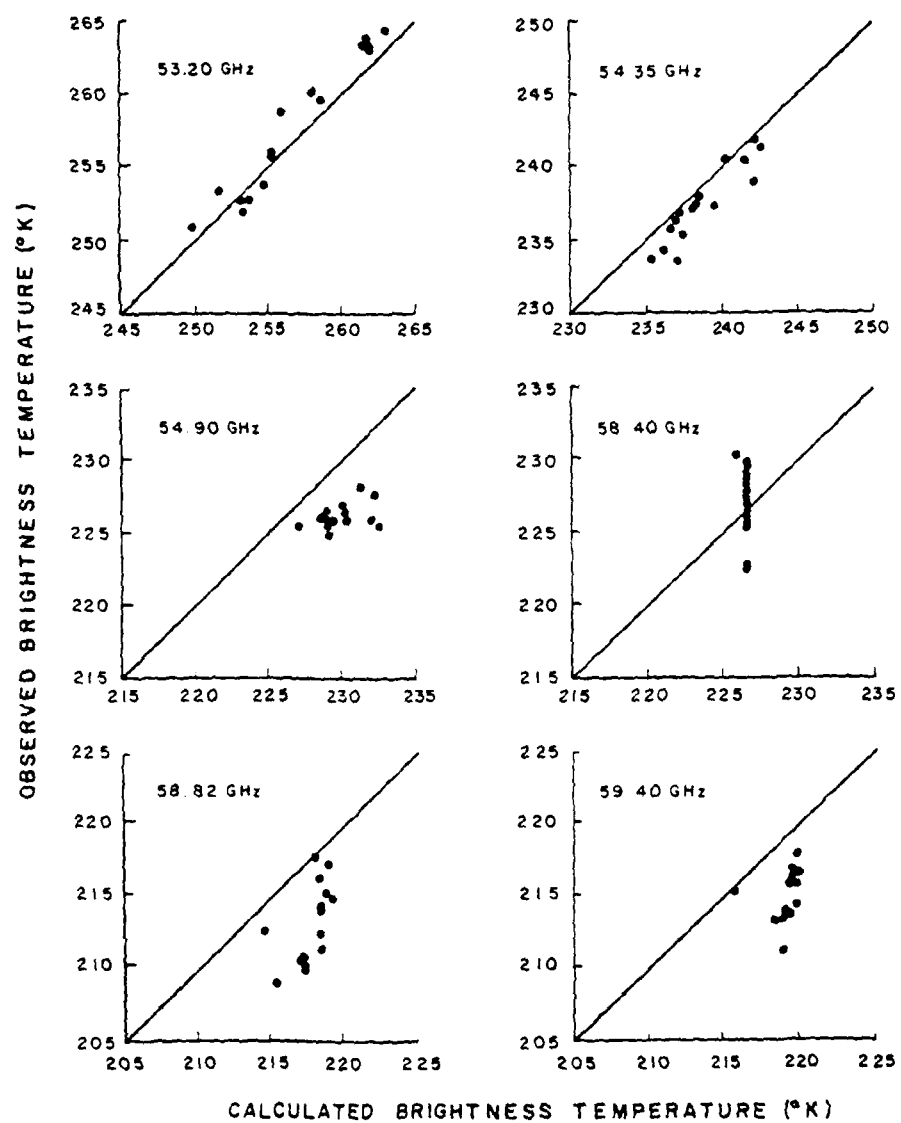 OBSERVED BRIGHTNESS TEMPERATURE (°K)
265
260
255
250
245
53.20 GHz
245 250 255 260 265
250
245
240
235
230
54 35 GHz
230 235 240 245 250
235
230
225
220
215
54.90 GHz
215 220 225 230 235
235
230
225
220
215
58 40 GHz
215 220 225 230 235
225
220
215
210
205
58.82 GHz
205 210 215 220 225
225
220
215
210
205
59 40 GHz
205 210 215 220 225
CALCULATED BRIGHTNESS TEMPERATURE (°K)